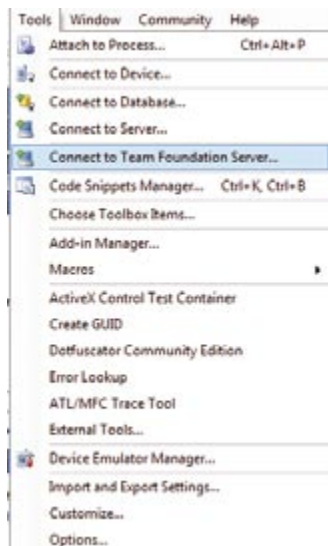 Tools Window Community Help
Attach to Process... Ctrl+Alt+P
Connect to Device...
Connect to Database...
Connect to Server...
Connect to Team Foundation Server...
Code Snippets Manager... Ctrl+K, Ctrl+B
Choose Toolbox Items...
Add-in Manager...
Macros
ActiveX Control Test Container
Create GUID
Dotfuscator Community Edition
Error Lookup
ATL/MFC Trace Tool
External Tools...
Device Emulator Manager...
Import and Export Settings...
Customize...
Options...